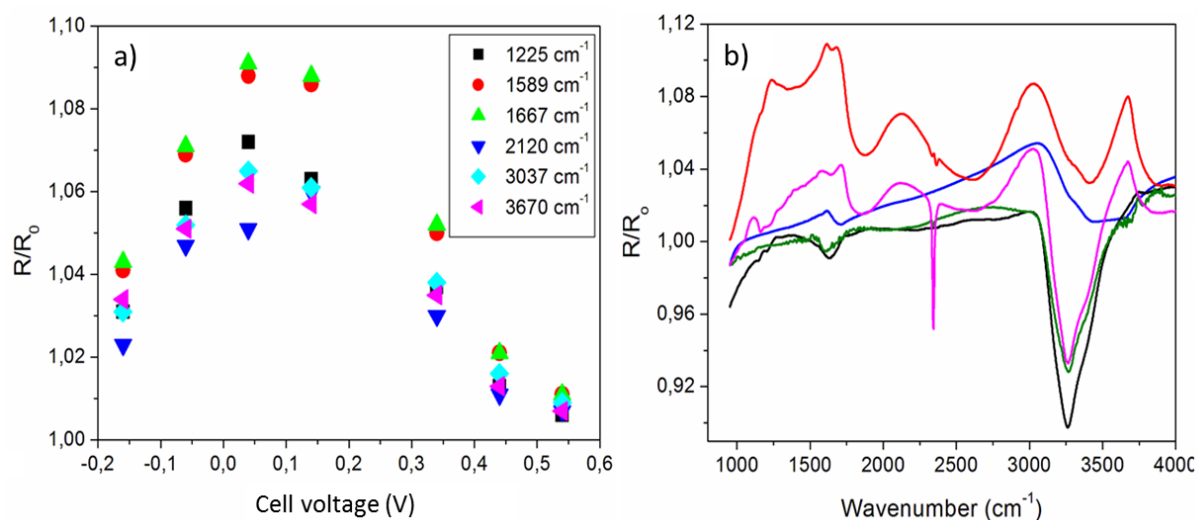 a)
1,10
1,08
1,06
1,04
1,02
1,00
R/R0
-0,2 -0,1 0,0 0,1 0,2 0,3 0,4 0,5 0,6
Cell voltage (V)
1225 cm-1
1589 cm-1
1667 cm-1
2120 cm-1
3037 cm-1
3670 cm-1
b)
1,12
1,08
1,04
1,00
0,96
0,92
R/Ro
1000 1500 2000 2500 3000 3500 4000
Wavenumber (cm-1)